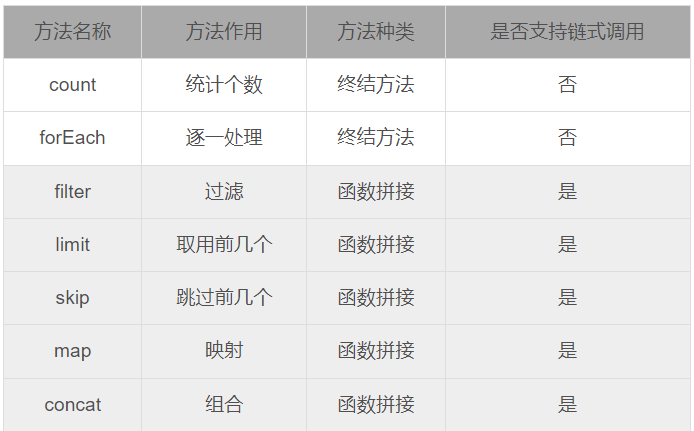 方法名称 方法作用 方法种类 是否支持链式调用
count 统计个数 终结方法 否
forEach 逐一处理 终结方法 否
filter 过滤 函数拼接 是
limit 取用前几个 函数拼接 是
skip 跳过前几个 函数拼接 是
map 映射 函数拼接 是
concat 组合 函数拼接 是